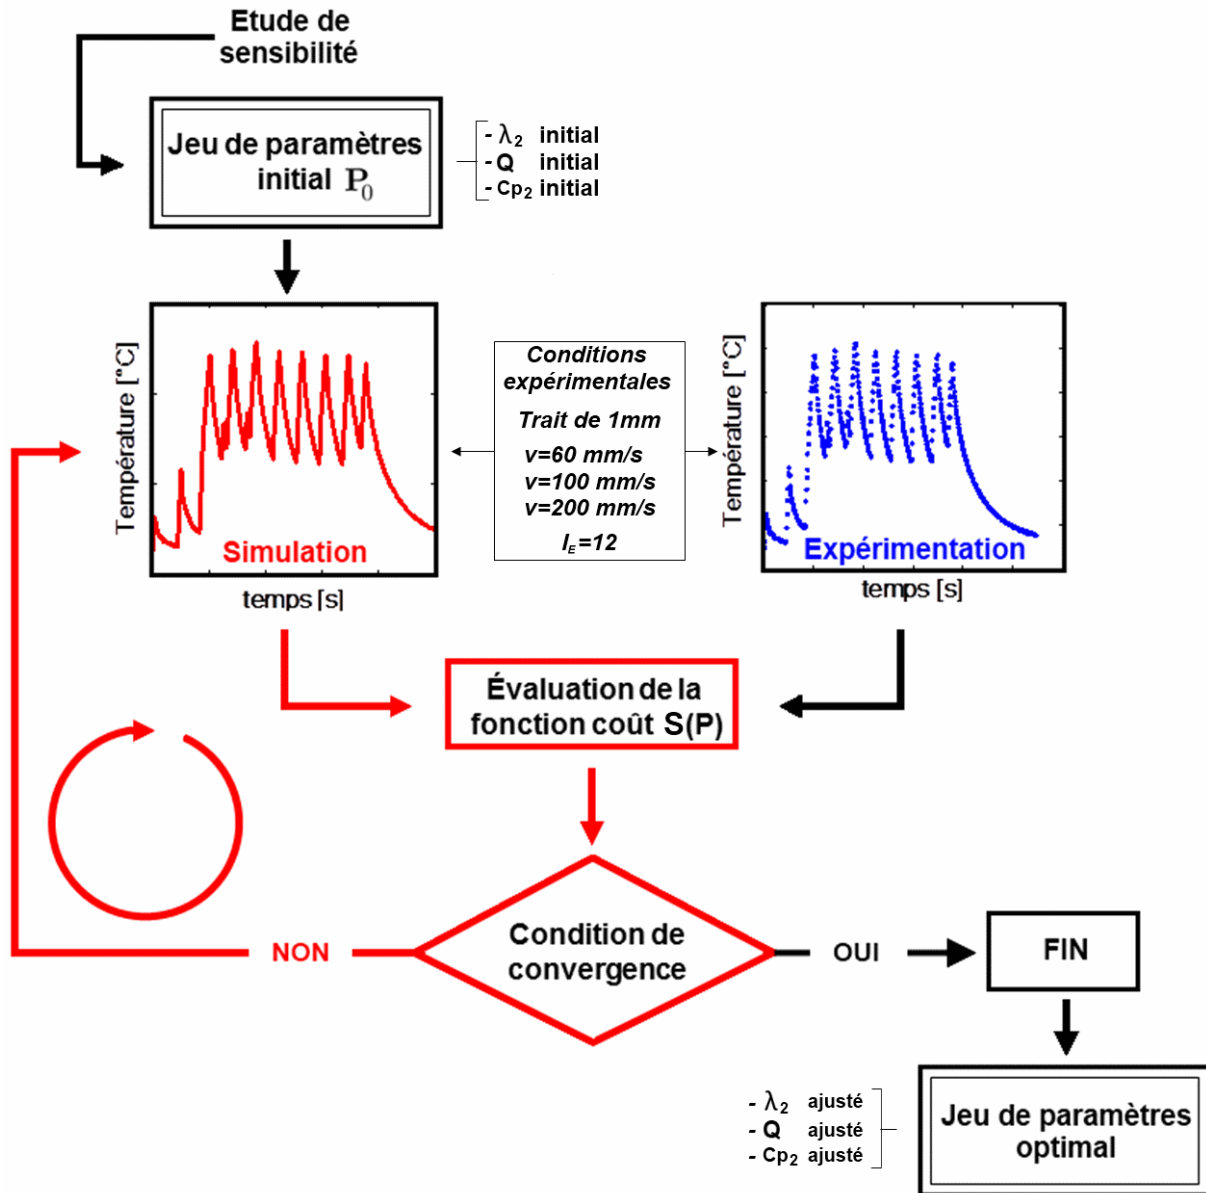 Etude de
sensibilité
Jeu de paramètres
initial P₀
- λ₂ initial
- Q initial
- Cp₂ initial
Température [°C]
Simulation
temps [s]
Conditions
expérimentales
Trait de 1mm
v=60 mm/s
v=100 mm/s
v=200 mm/s
I_E=12
Température [°C]
Expérimentation
temps [s]
Évaluation de la
fonction coût S(P)
Condition de
convergence
NON
OUI
FIN
- λ₂ ajusté
- Q ajusté
- Cp₂ ajusté
Jeu de paramètres
optimal